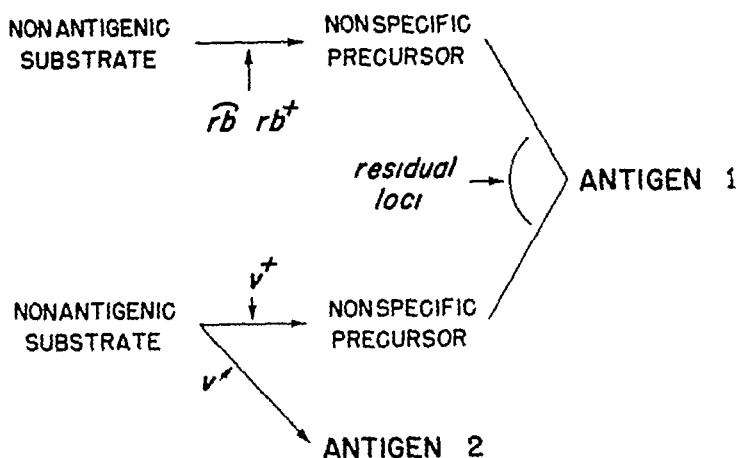 NONANTIGENIC
SUBSTRATE
NONSPECIFIC
PRECURSOR
rb rb+
residual
loci
ANTIGEN 1
NONANTIGENIC
SUBSTRATE
v+
NONSPECIFIC
PRECURSOR
v
ANTIGEN 2